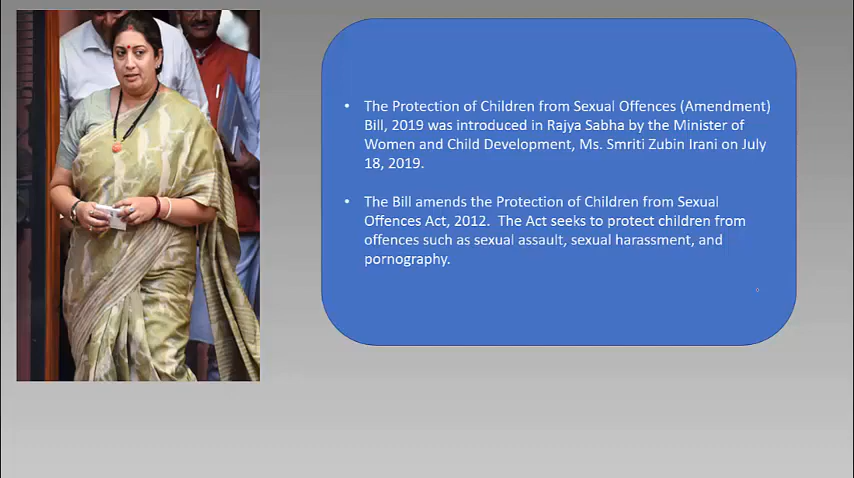 • The Protection of Children from Sexual Offences (Amendment)
Bill, 2019 was introduced in Rajya Sabha by the Minister of
Women and Child Development, Ms. Smriti Zubin Irani on July
18, 2019.
• The Bill amends the Protection of Children from Sexual
Offences Act, 2012.  The Act seeks to protect children from
offences such as sexual assault, sexual harassment, and
pornography.